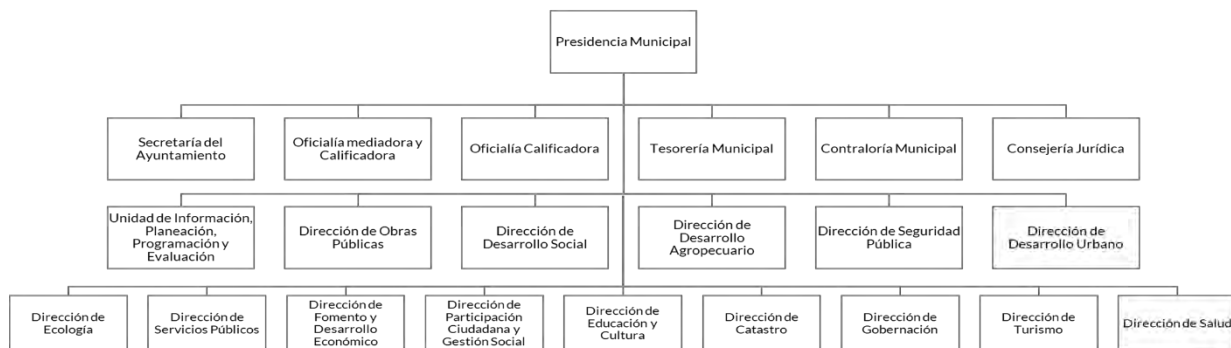 Presidencia Municipal
Secretaría del
Ayuntamiento
Oficialía mediadora y
Calificadora
Oficialía Calificadora
Tesorería Municipal
Contraloría Municipal
Consejería Jurídica
Unidad de Información,
Planeación,
Programación y
Evaluación
Dirección de Obras
Públicas
Dirección de
Desarrollo Social
Dirección de
Desarrollo
Agropecuario
Dirección de Seguridad
Pública
Dirección de
Desarrollo Urbano
Dirección de
Ecología
Dirección de
Servicios Públicos
Dirección de
Fomento y
Desarrollo
Económico
Dirección de
Participación
Ciudadana y
Gestión Social
Dirección de
Educación y
Cultura
Dirección de
Catastro
Dirección de
Gobernación
Dirección de
Turismo
Dirección de Salud